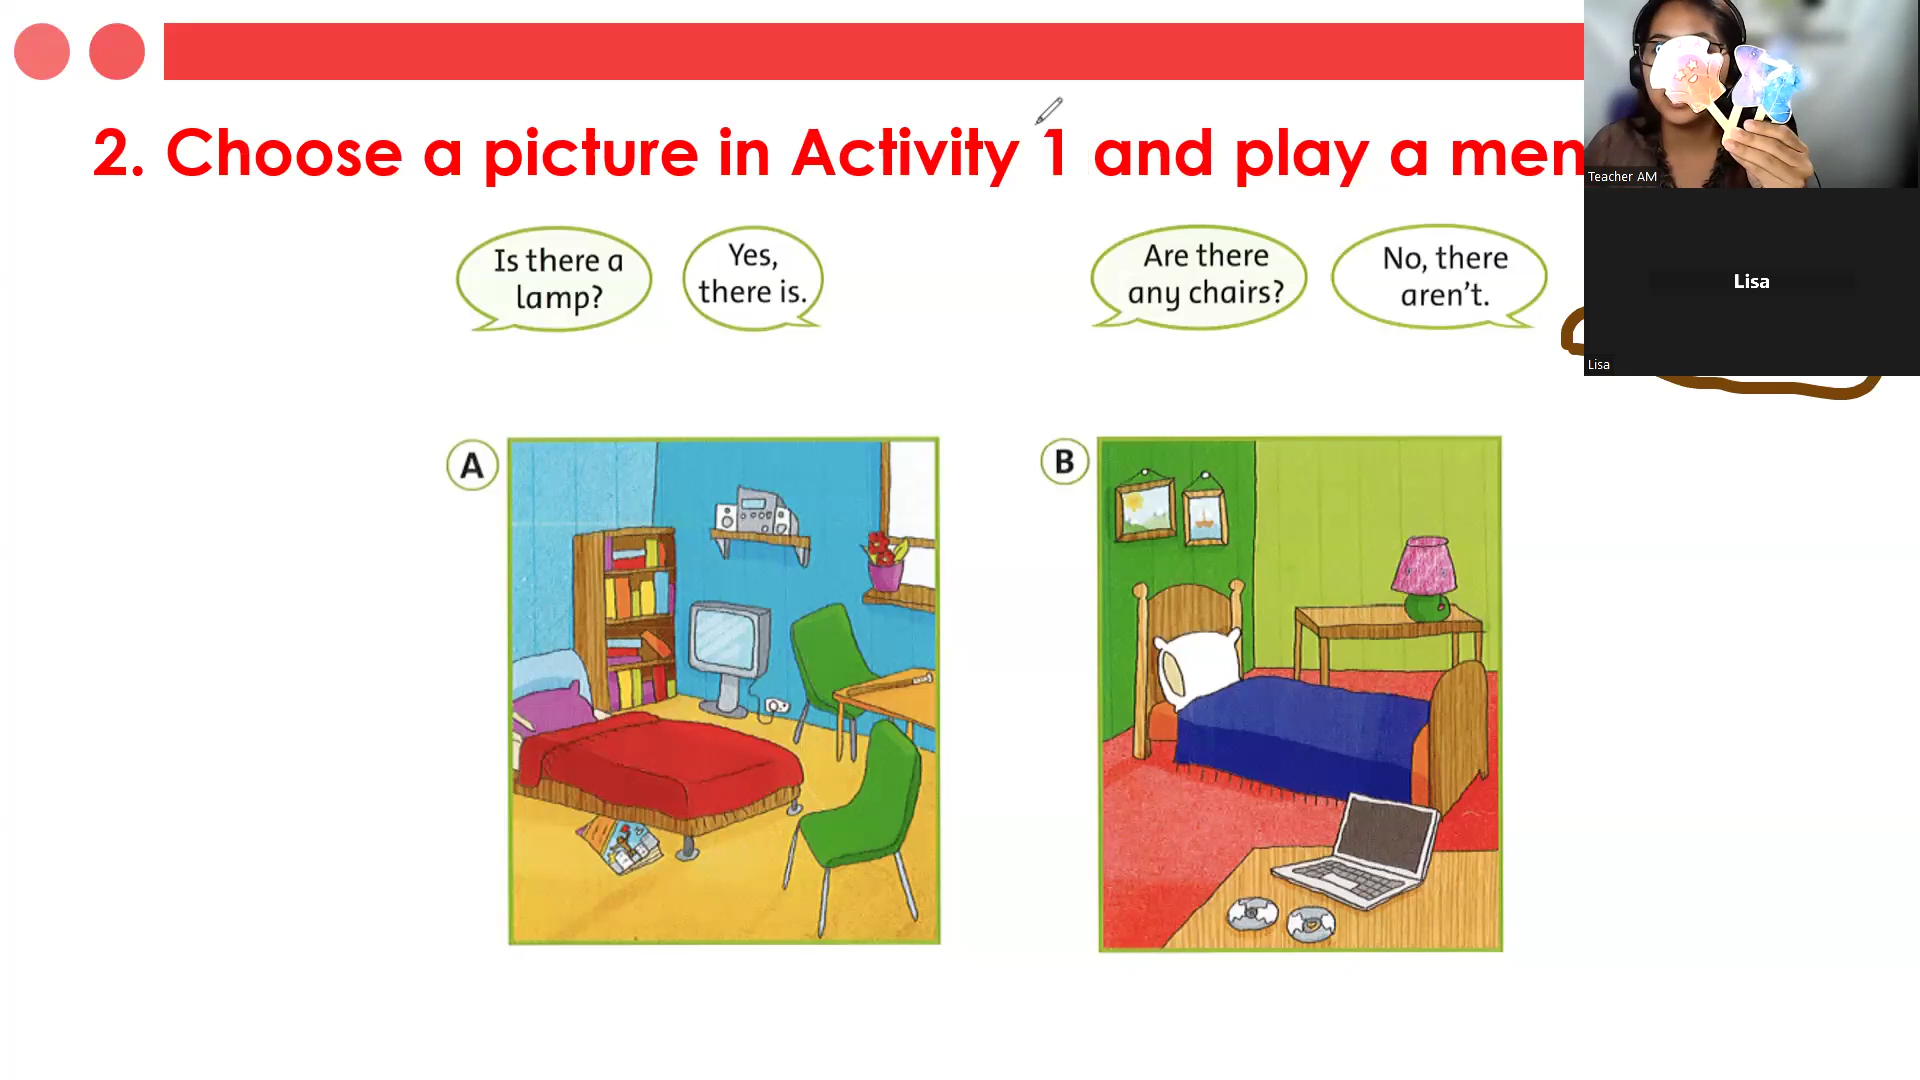 2. Choose a picture in Activity 1 and play a mem
Is there a
lamp?
Yes,
there is.
Are there
any chairs?
No, there
aren't.
A
B
Teacher AM
Lisa
Lisa